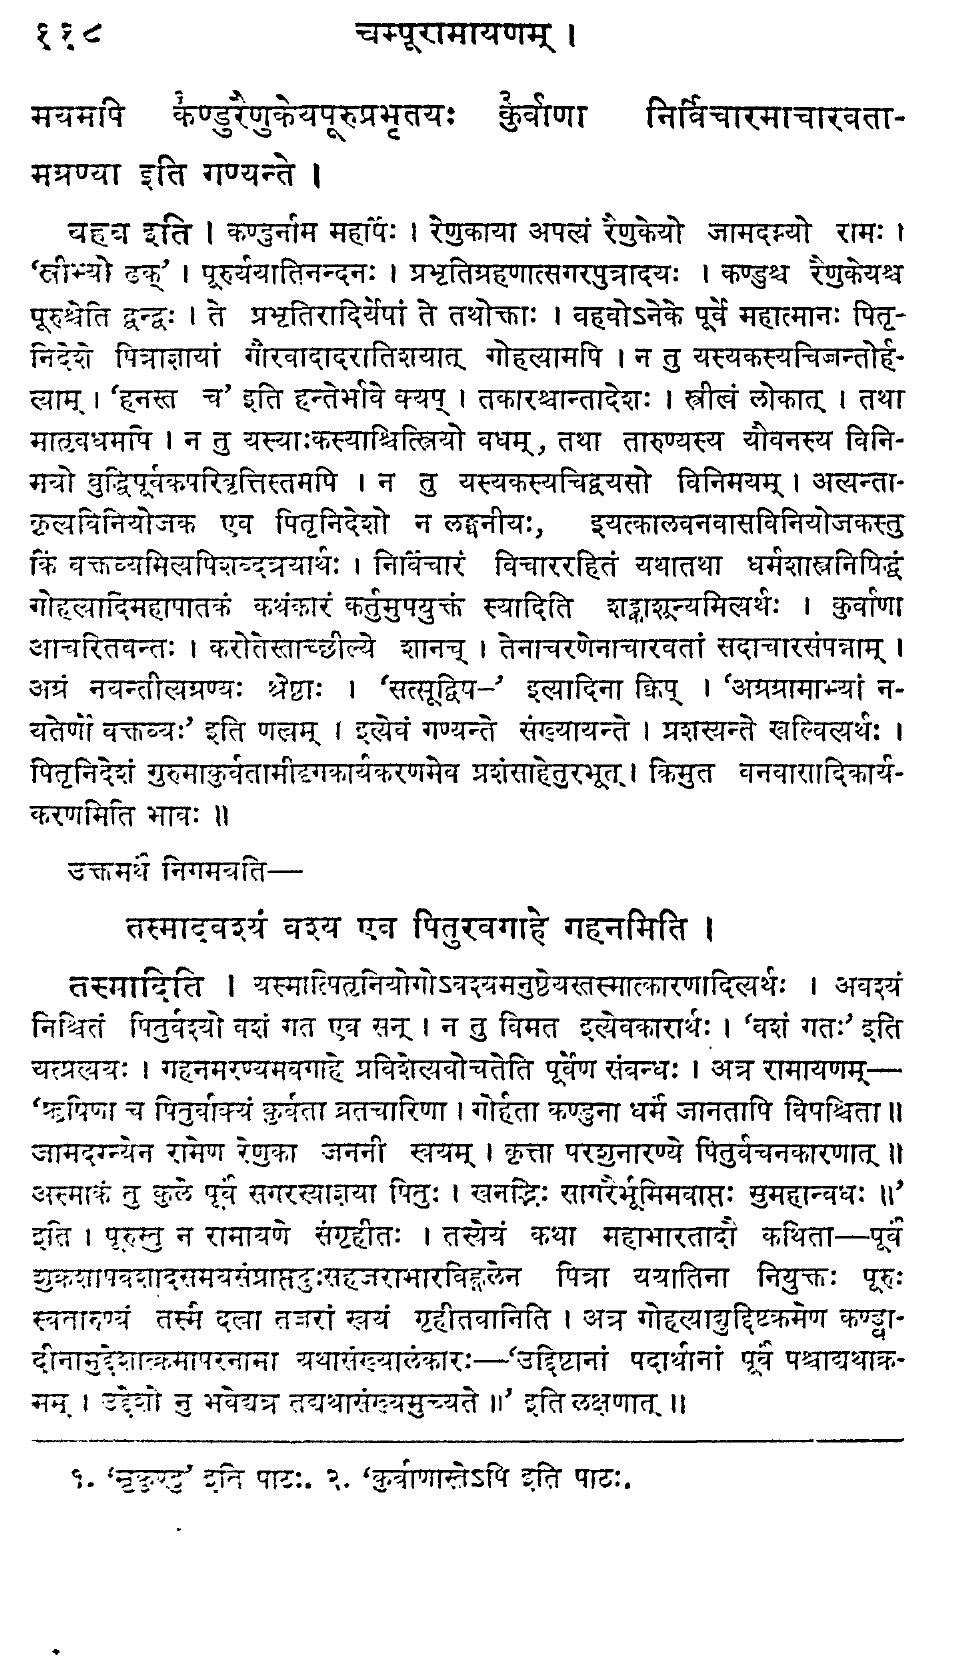 ११८ चम्पूरामायणम् ।
मयमपि कण्डुरैणुकेयपूरुप्रभृतयः कुर्वाणा निर्विचारमाचारवता-
मग्रण्या इति गण्यन्ते ।
बहव इति । कण्डुर्नाम महर्षिः । रेणुकाया अपत्यं रैणुकेयो जामदग्न्यो रामः ।
‘स्त्रीभ्यो ढक्’ । पूरुर्ययातिनन्दनः । प्रभृतिग्रहणात्सगरपुत्रादयः । कण्डुश्च रैणुकेयश्च
पूरुश्चेति द्वन्द्वः । ते प्रभृतिरादिर्येषां ते तथोक्ताः । बहवोऽनेके पूर्वे महात्मानः पितृ-
निदेशे पित्राज्ञायां गौरवादादरातिशयात् गोहत्यामपि । न तु यस्यकस्यचिज्जन्तोर्ह-
त्याम् । ‘हनस्त च’ इति हन्तेर्भावे क्यप् । तकारश्चान्तादेशः । स्त्रीत्वं लोकात् । तथा
मातृवधमपि । न तु यस्याःकस्याश्चित्स्त्रियो वधम्, तथा तारुण्यस्य यौवनस्य विनि-
मयो बुद्धिपूर्वकपरिवृत्तिस्तमपि । न तु यस्यकस्यचिद्वयसो विनिमयम् । अत्यन्ता-
कृत्यविनियोजक एव पितृनिदेशो न लङ्घनीयः, इयत्कालवनवासविनियोजकस्तु
किं वक्तव्यमित्यपिशब्दत्रयार्थः । निर्विचारं विचाररहितं यथातथा धर्मशास्त्रनिषिद्धं
गोहत्यादिमहापातकं कथंकारं कर्तुमुपयुक्तं स्यादिति शङ्काशून्यमित्यर्थः । कुर्वाणा
आचरितवन्तः । करोतेस्ताच्छील्ये शानच् । तेनाचरणेनाचारवतां सदाचारसंपन्नाम् ।
अग्रं नयन्तीत्यग्रण्यः श्रेष्ठाः । ‘सत्सूद्विष–’ इत्यादिना क्विप् । ‘अग्रग्रामाभ्यां न-
यतेर्णो वक्तव्यः’ इति णत्वम् । इत्येवं गण्यन्ते संख्यायन्ते । प्रशस्यन्ते खल्वित्यर्थः ।
पितृनिदेशं गुरुमाकुर्वतामीदृगकार्यकरणमेव प्रशंसाहेतुरभूत् । किमुत वनवासादिकार्य-
करणमिति भावः ॥
उक्तमर्थं निगमयति—
तस्मादवश्यं वश्य एव पितुरवगाहे गहनमिति ।
तस्मादिति । यस्मात्पितृनियोगोऽवश्यमनुष्ठेयस्तस्मात्कारणादित्यर्थः । अवश्यं
निश्चितं पितुर्वश्यो वशं गत एव सन् । न तु विमत इत्येवकारार्थः । ‘वशं गतः’ इति
यत्प्रत्ययः । गहनमरण्यमवगाहे प्रविशेत्यवोचतेति पूर्वेण संबन्धः । अत्र रामायणम्—
‘ऋषिणा च पितुर्वाक्यं कुर्वता व्रतचारिणा । गौर्हता कण्डुना धर्मं जानतापि विपश्चिता ॥
जामदग्न्येन रामेण रेणुका जननी स्वयम् । कृत्ता परशुनारण्ये पितुर्वचनकारणात् ॥
अस्माकं तु कुले पूर्वं सगरस्याज्ञया पितुः । खनद्भिः सागरैर्भूमिमवाप्तः सुमहान्वधः ॥’
इति । पूरुस्तु न रामायणे संगृहीतः । तस्येयं कथा महाभारतादौ कथिता—पूर्वं
शुक्रशापवशादसमयसंप्राप्तदुःसहजराभारविह्वलेन पित्रा ययातिना नियुक्तः पूरुः
स्वतारुण्यं तस्मै दत्वा तज्जरां स्वयं गृहीतवानिति । अत्र गोहत्याद्युद्दिष्टक्रमेण कण्ड्वा-
दीनामुद्देशात्क्रमापरनामा यथासंख्यालंकारः—‘उद्दिष्टानां पदार्थानां पूर्वं पश्चाद्यथाक्र-
मम् । उद्देशो नु भवेद्यत्र तद्यथासंख्यमुच्यते ॥’ इति लक्षणात् ॥
१. ‘मृकण्डु’ इति पाठः. २. ‘कुर्वाणास्तेऽपि इति पाठः.